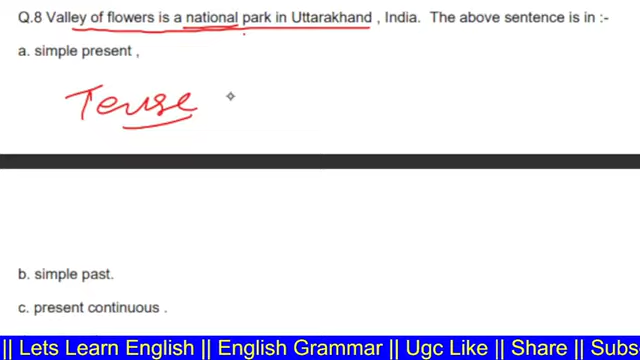 Q.8 Valley of flowers is a national park in Uttarakhand , India. The above sentence is in :-
a. simple present ,
Tense
b. simple past.
c. present continuous .
|| Lets Learn English || English Grammar || Ugc Like || Share || Subs